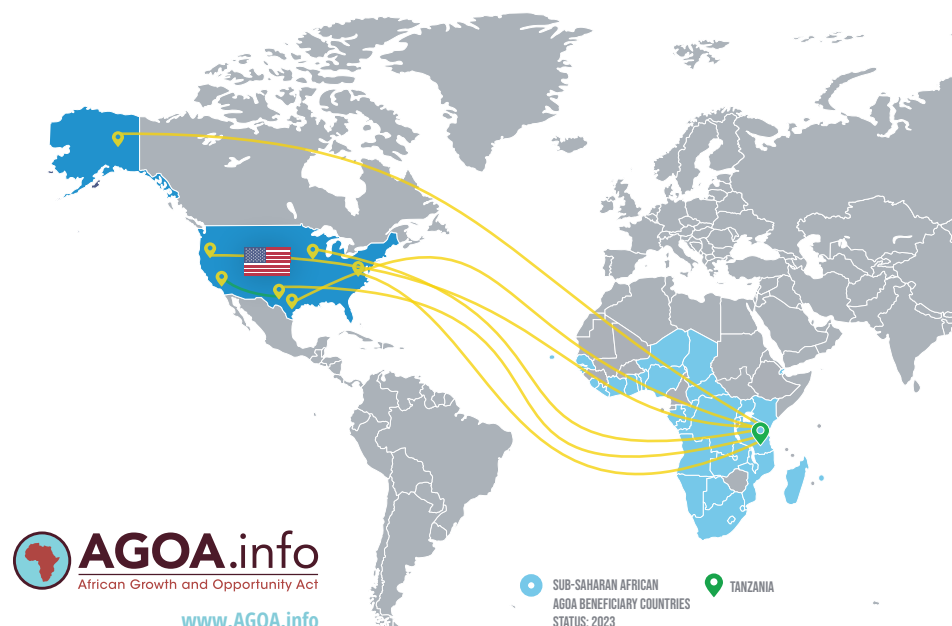 AGOA.info
African Growth and Opportunity Act
www.AGOA.info
SUB-SAHARAN AFRICAN
AGOA BENEFICIARY COUNTRIES
STATUS: 2023
TANZANIA